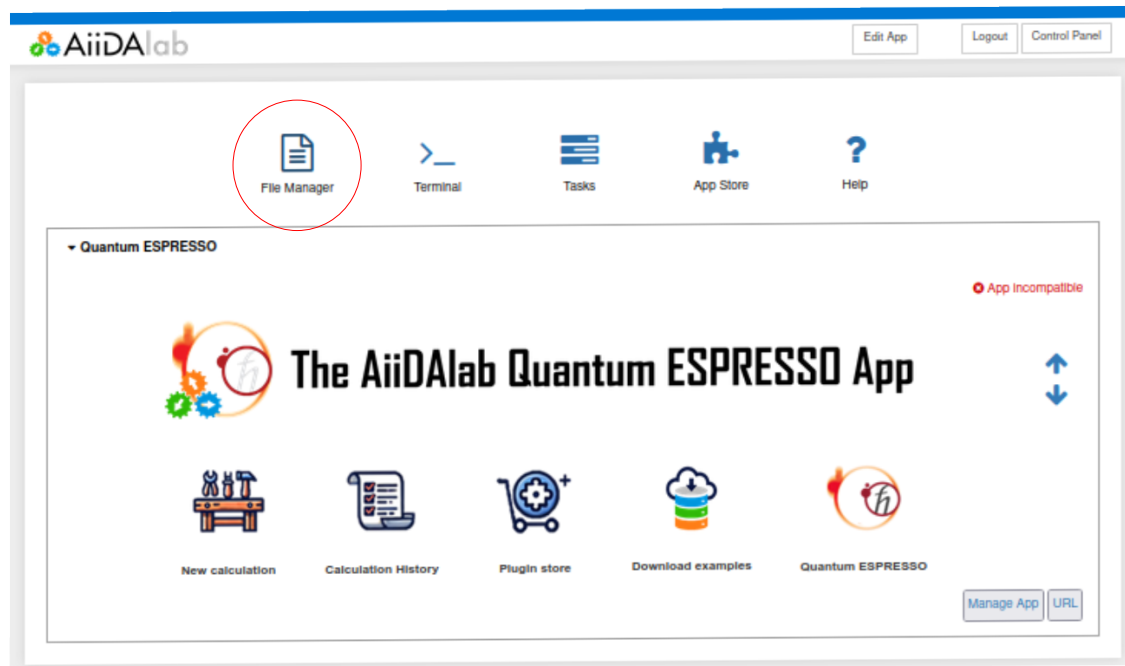 AiiDAlab
Edit App
Logout
Control Panel
File Manager
Terminal
Tasks
App Store
Help
Quantum ESPRESSO
App incompatible
The AiiDAlab Quantum ESPRESSO App
New calculation
Calculation History
Plugin store
Download examples
Quantum ESPRESSO
Manage App
URL